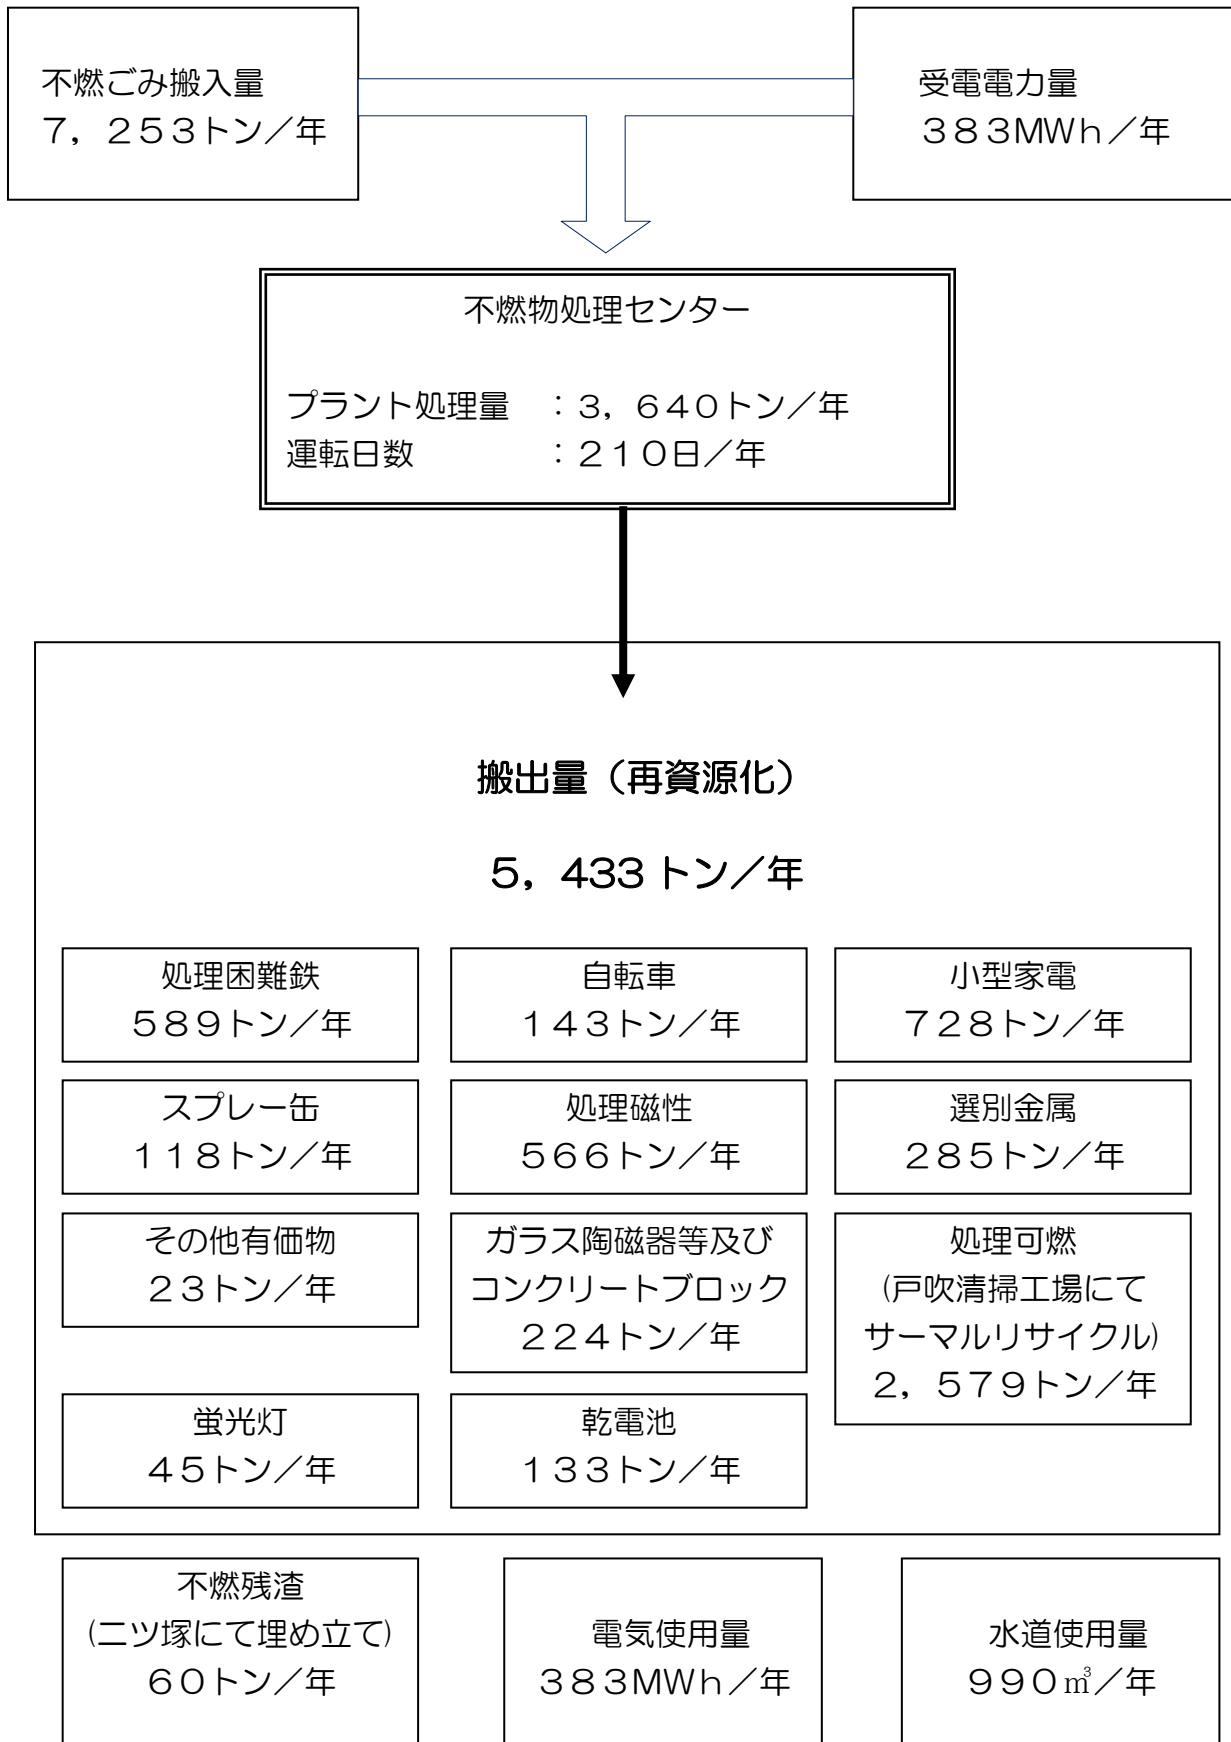 不燃ごみ搬入量
７，２５３トン／年
受電電力量
３８３MWｈ／年
不燃物処理センター
プラント処理量　：３，６４０トン／年
運転日数　　　　：２１０日／年
搬出量（再資源化）
５，４３３トン／年
処理困難鉄
５８９トン／年
自転車
１４３トン／年
小型家電
７２８トン／年
スプレー缶
１１８トン／年
処理磁性
５６６トン／年
選別金属
２８５トン／年
その他有価物
２３トン／年
ガラス陶磁器等及び
コンクリートブロック
２２４トン／年
処理可燃
(戸吹清掃工場にて
サーマルリサイクル)
２，５７９トン／年
蛍光灯
４５トン／年
乾電池
１３３トン／年
不燃残渣
(二ツ塚にて埋め立て)
６０トン／年
電気使用量
３８３MWｈ／年
水道使用量
９９０㎥／年